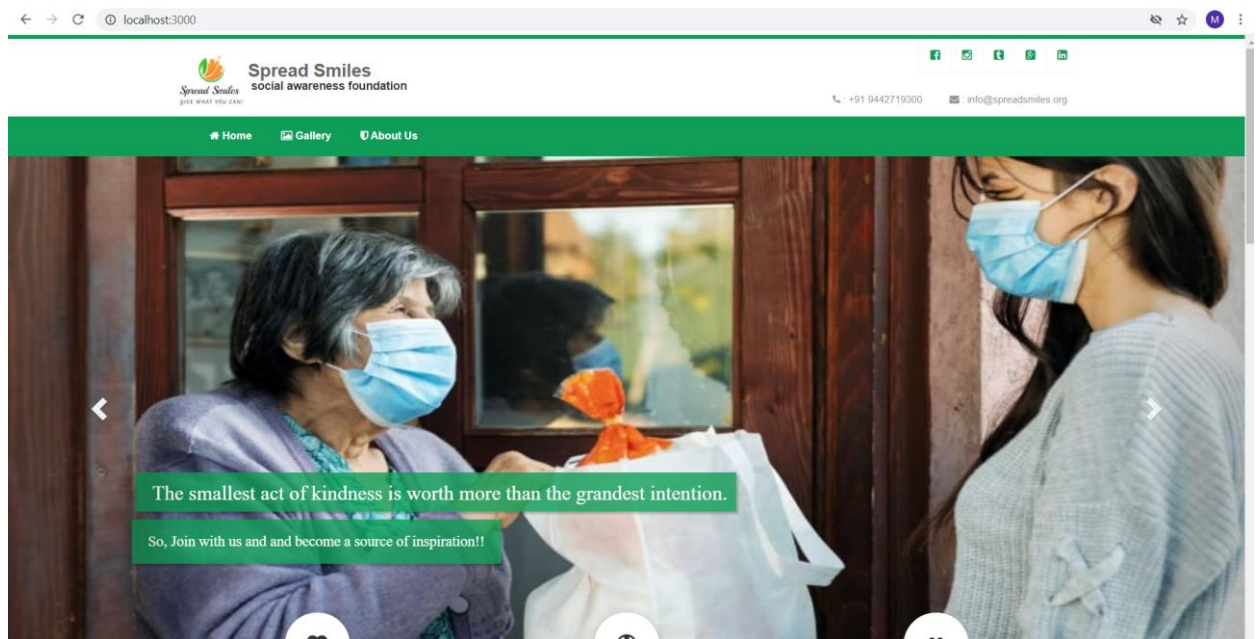 localhost:3000
M
Spread Smiles
social awareness foundation
Spread Smiles
GIVE WHAT YOU CAN!
: +91 9442719300
: info@spreadsmiles.org
Home
Gallery
About Us
The smallest act of kindness is worth more than the grandest intention.
So, Join with us and and become a source of inspiration!!